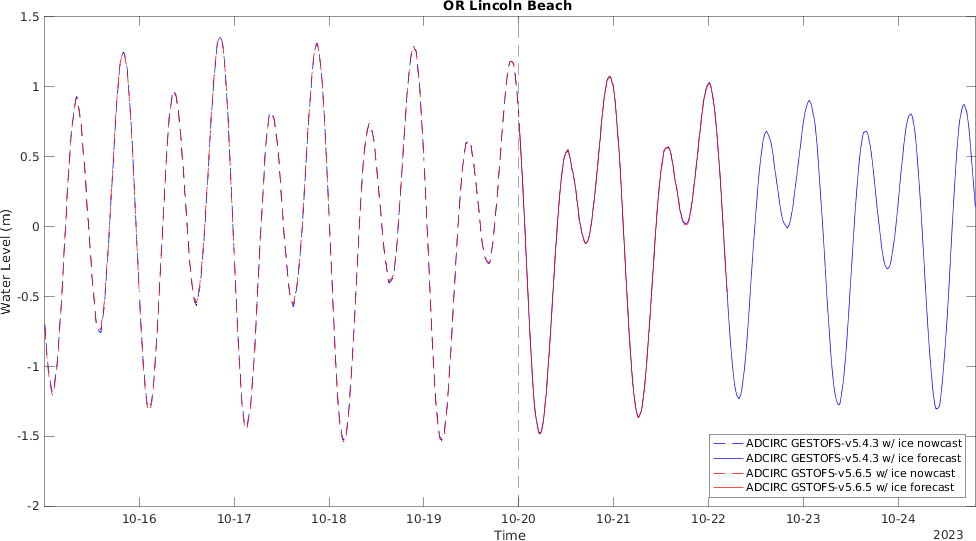 OR Lincoln Beach
1.5
1
0.5
0
-0.5
-1
-1.5
-2
Water Level (m)
10-16
10-17
10-18
10-19
10-20
10-21
10-22
10-23
10-24
Time
2023
ADCIRC GESTOFS-v5.4.3 w/ ice nowcast
ADCIRC GESTOFS-v5.4.3 w/ ice forecast
ADCIRC GSTOFS-v5.6.5 w/ ice nowcast
ADCIRC GSTOFS-v5.6.5 w/ ice forecast